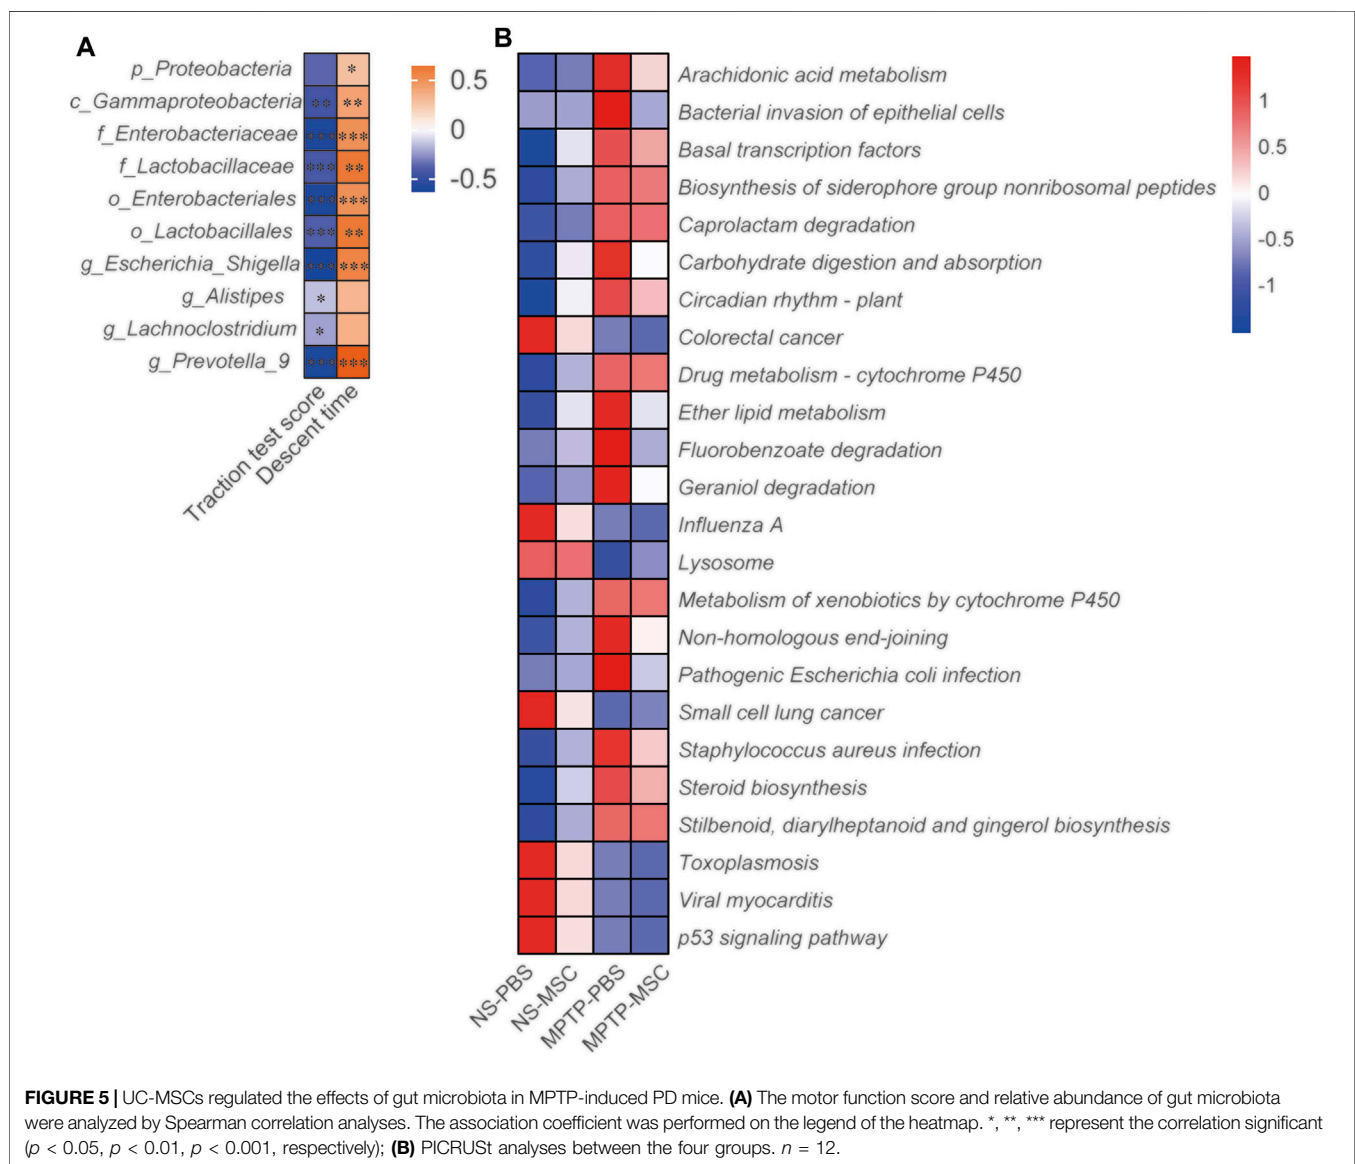 A
p_Proteobacteria *
c_Gammaproteobacteria ** **
f_Enterobacteriaceae *** ***
f_Lactobacillaceae *** **
o_Enterobacteriales *** ***
o_Lactobacillales *** **
g_Escherichia_Shigella *** ***
g_Alistipes *
g_Lachnoclostridium *
g_Prevotella_9 *** ***
Traction test score
Descent time
0.5
0
-0.5
B
Arachidonic acid metabolism
Bacterial invasion of epithelial cells
Basal transcription factors
Biosynthesis of siderophore group nonribosomal peptides
Caprolactam degradation
Carbohydrate digestion and absorption
Circadian rhythm - plant
Colorectal cancer
Drug metabolism - cytochrome P450
Ether lipid metabolism
Fluorobenzoate degradation
Geraniol degradation
Influenza A
Lysosome
Metabolism of xenobiotics by cytochrome P450
Non-homologous end-joining
Pathogenic Escherichia coli infection
Small cell lung cancer
Staphylococcus aureus infection
Steroid biosynthesis
Stilbenoid, diarylheptanoid and gingerol biosynthesis
Toxoplasmosis
Viral myocarditis
p53 signaling pathway
NS-PBS
NS-MSC
MPTP-PBS
MPTP-MSC
1
0.5
0
-0.5
-1
FIGURE 5 | UC-MSCs regulated the effects of gut microbiota in MPTP-induced PD mice. (A) The motor function score and relative abundance of gut microbiota
were analyzed by Spearman correlation analyses. The association coefficient was performed on the legend of the heatmap. *, **, *** represent the correlation significant
(p < 0.05, p < 0.01, p < 0.001, respectively); (B) PICRUSt analyses between the four groups. n = 12.